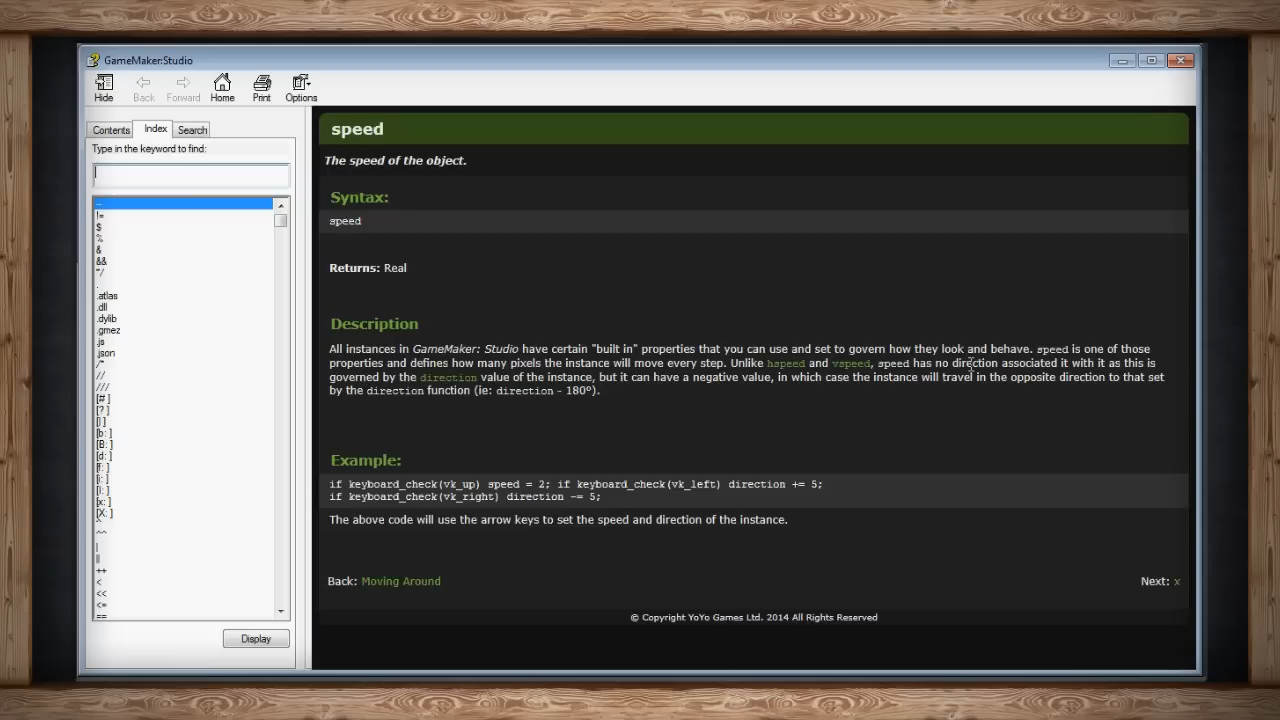 GameMaker:Studio
Hide Back Forward Home Print Options
Contents Index Search
Type in the keyword to find:
--
!=
$
%
&
&&
*/
.
.atlas
.dll
.dylib
.gmez
.js
.json
/*
//
///
[# ]
[? ]
[| ]
[b: ]
[B: ]
[d: ]
[f: ]
[i: ]
[l: ]
[x: ]
[X: ]
^
^^
|
||
++
<
<<
<=
==
Display
speed
The speed of the object.
Syntax:
speed
Returns: Real
Description
All instances in GameMaker: Studio have certain "built in" properties that you can use and set to govern how they look and behave. speed is one of those
properties and defines how many pixels the instance will move every step. Unlike hspeed and vspeed, speed has no direction associated it with it as this is
governed by the direction value of the instance, but it can have a negative value, in which case the instance will travel in the opposite direction to that set
by the direction function (ie: direction - 180º).
Example:
if keyboard_check(vk_up) speed = 2; if keyboard_check(vk_left) direction += 5;
if keyboard_check(vk_right) direction -= 5;
The above code will use the arrow keys to set the speed and direction of the instance.
Back: Moving Around
Next: x
© Copyright YoYo Games Ltd. 2014 All Rights Reserved